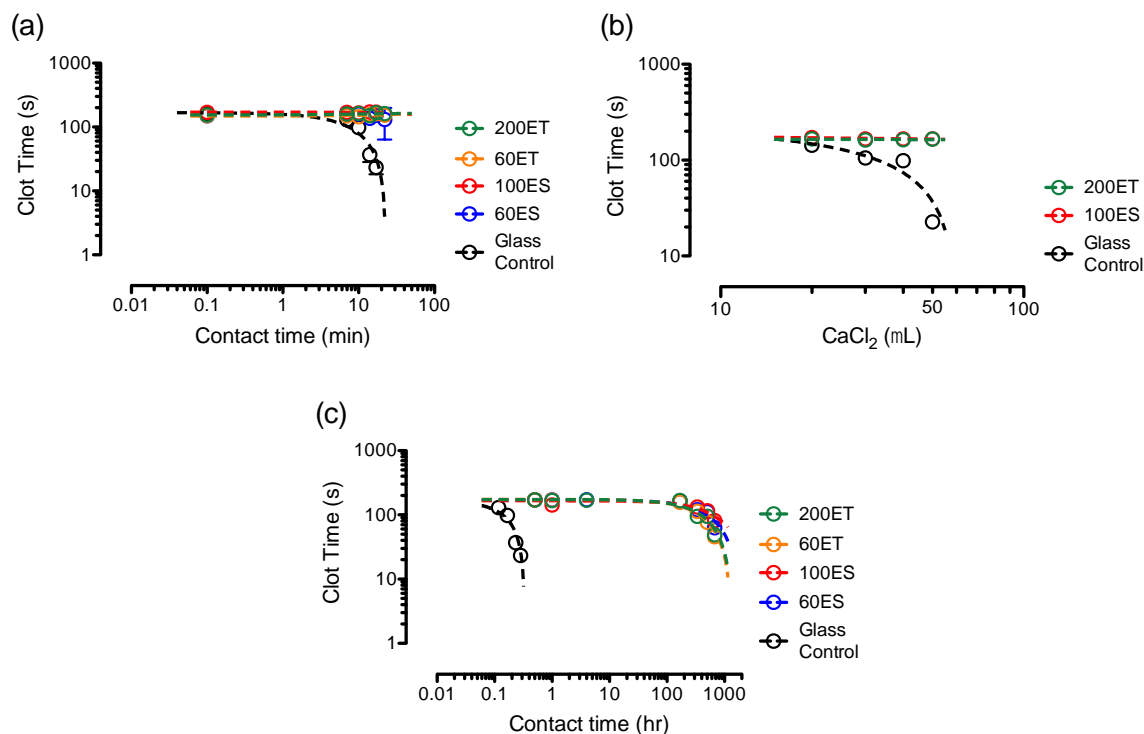 (a)
Clot Time (s)
1000
100
10
1
0.01
0.1
1
10
100
Contact time (min)
200ET
60ET
100ES
60ES
Glass
Control
(b)
Clot Time (s)
1000
100
10
10
50
100
CaCl₂ (mL)
200ET
100ES
Glass
Control
(c)
Clot Time (s)
1000
100
10
1
0.01
0.1
1
10
100
1000
Contact time (hr)
200ET
60ET
100ES
60ES
Glass
Control